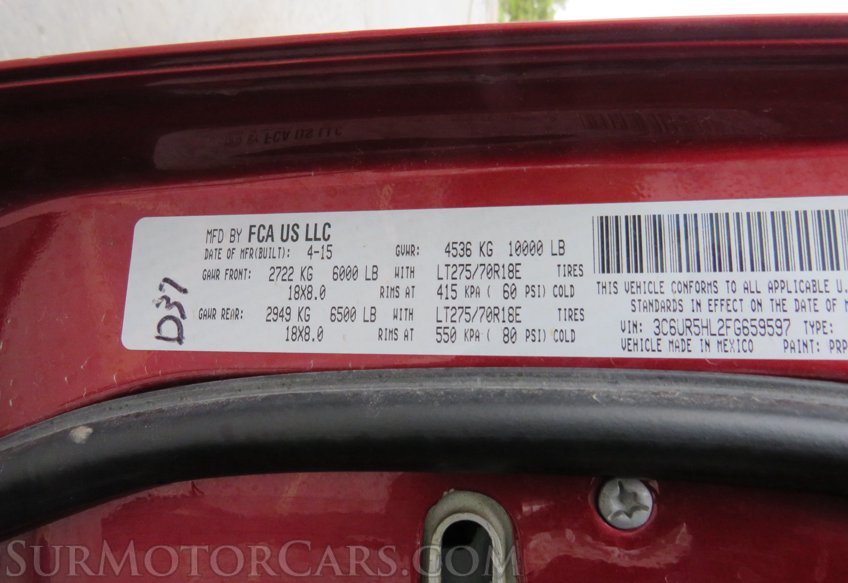 MFD BY FCA US LLC
DATE OF MFR(BUILT): 4-15 GVWR: 4536 KG 10000 LB
GAWR FRONT: 2722 KG 6000 LB WITH LT275/70R18E TIRES
18X8.0 RIMS AT 415 KPA ( 60 PSI) COLD
GAWR REAR: 2949 KG 6500 LB WITH LT275/70R18E TIRES
18X8.0 RIMS AT 550 KPA ( 80 PSI) COLD
D37
THIS VEHICLE CONFORMS TO ALL APPLICABLE U.
STANDARDS IN EFFECT ON THE DATE OF M
VIN: 3C6UR5HL2FG659597 TYPE:
VEHICLE MADE IN MEXICO PAINT: PRP
SURMOTORCARS.COM